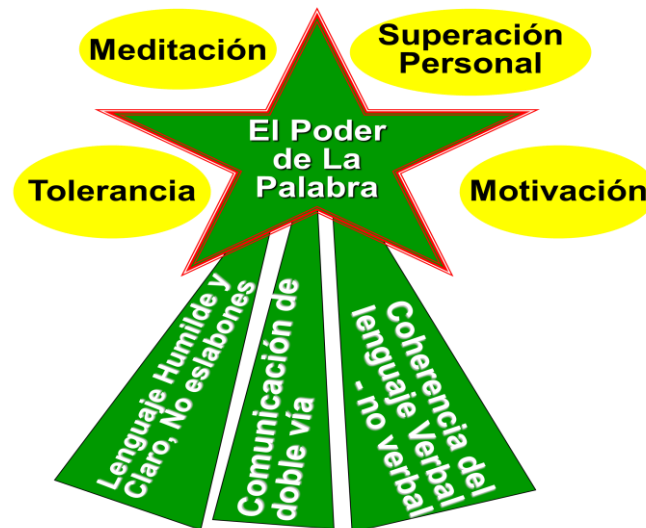 Meditación
Superación
Personal
El Poder
de La
Palabra
Tolerancia
Motivación
Lenguaje Humilde y
Claro, No eslabones
Comunicación de
doble vía
Coherencia del
lenguaje Verbal
- no verbal